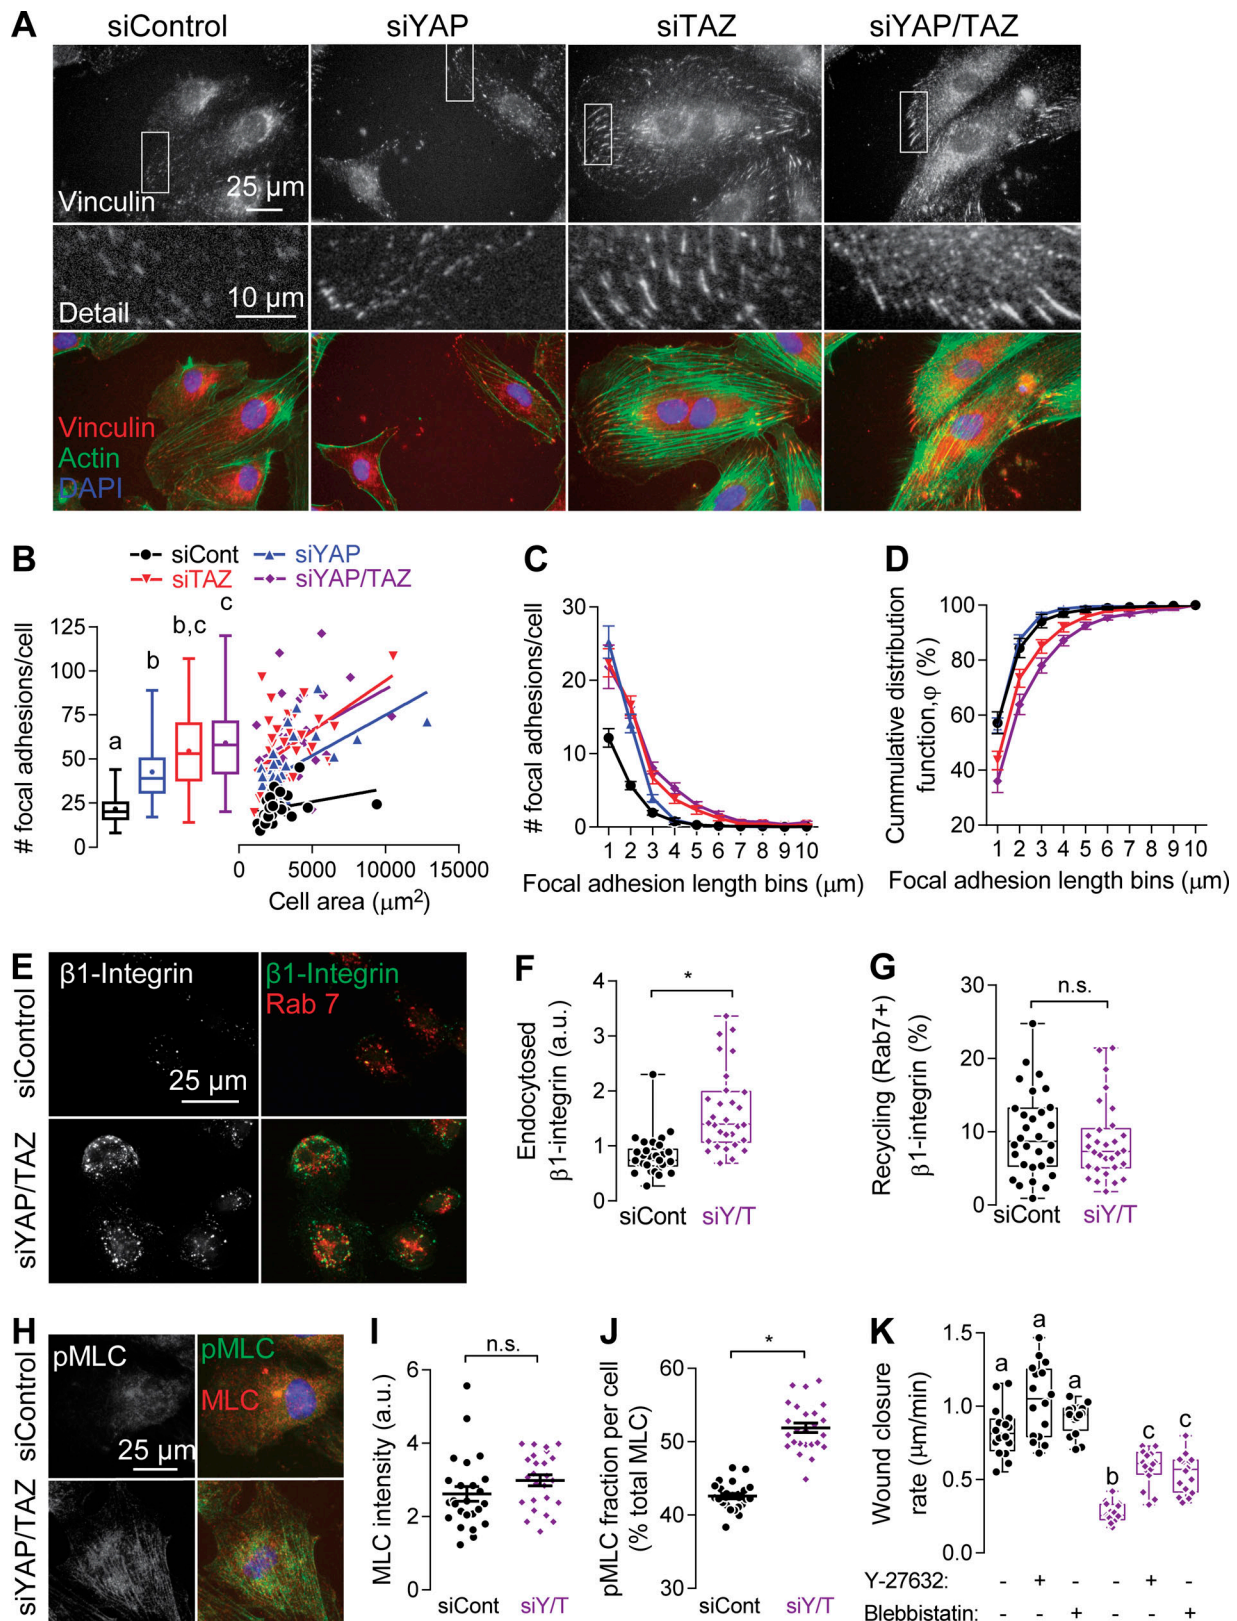 A
siControl
siYAP
siTAZ
siYAP/TAZ
Vinculin
25 μm
Detail
10 μm
Vinculin
Actin
DAPI
B
siCont
siYAP
siTAZ
siYAP/TAZ
# focal adhesions/cell
125
100
75
50
25
0
a
b
b,c
c
0
5000
10000
15000
Cell area (μm²)
C
# focal adhesions/cell
30
20
10
0
1 2 3 4 5 6 7 8 9 10
Focal adhesion length bins (μm)
D
Cummulative distribution
function,φ (%)
100
80
60
40
20
1 2 3 4 5 6 7 8 9 10
Focal adhesion length bins (μm)
E
siControl
siYAP/TAZ
β1-Integrin
25 μm
β1-Integrin
Rab 7
F
Endocytosed
β1-integrin (a.u.)
4
3
2
1
0
*
siCont
siY/T
G
Recycling (Rab7+)
β1-integrin (%)
30
20
10
0
n.s.
siCont
siY/T
H
siControl
siYAP/TAZ
pMLC
25 μm
pMLC
MLC
I
MLC intensity (a.u.)
6
4
2
0
n.s.
siCont
siY/T
J
pMLC fraction per cell
(% total MLC)
60
50
40
30
*
siCont
siY/T
K
Wound closure
rate (μm/min)
1.5
1.0
0.5
0.0
a
a
a
b
c
c
Y-27632: - + - - + -
Blebbistatin: - - + - - +